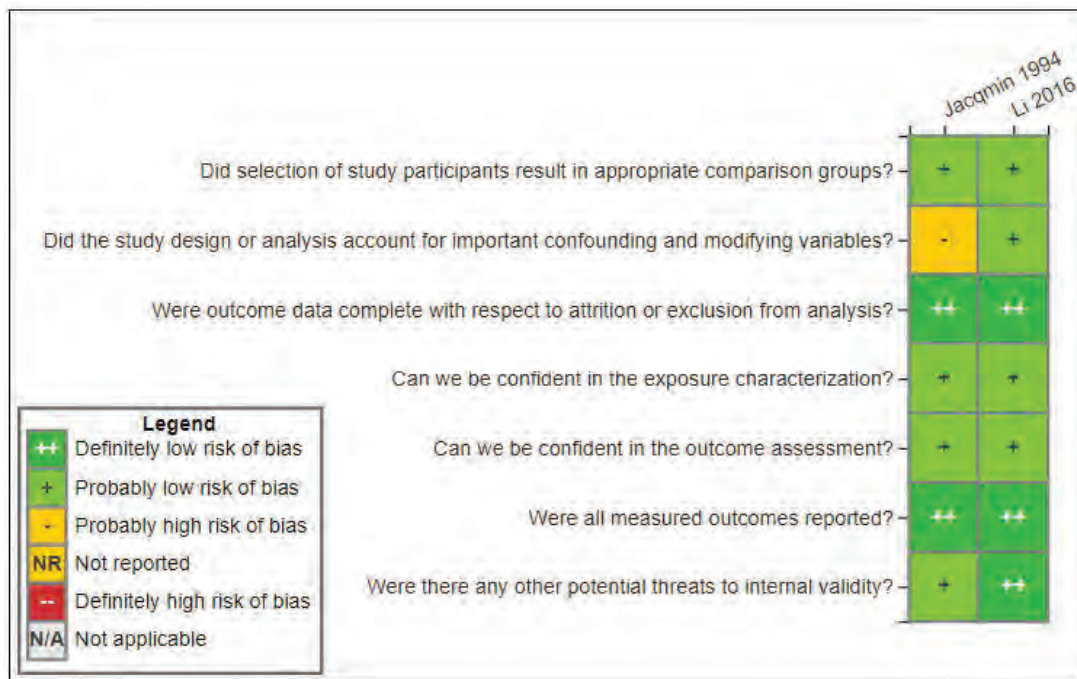 Jacqmin 1994
Li 2016
Did selection of study participants result in appropriate comparison groups? + +
Did the study design or analysis account for important confounding and modifying variables? - +
Were outcome data complete with respect to attrition or exclusion from analysis? ++ ++
Can we be confident in the exposure characterization? + +
Can we be confident in the outcome assessment? + +
Were all measured outcomes reported? ++ ++
Were there any other potential threats to internal validity? + ++
Legend
++ Definitely low risk of bias
+ Probably low risk of bias
- Probably high risk of bias
NR Not reported
-- Definitely high risk of bias
N/A Not applicable